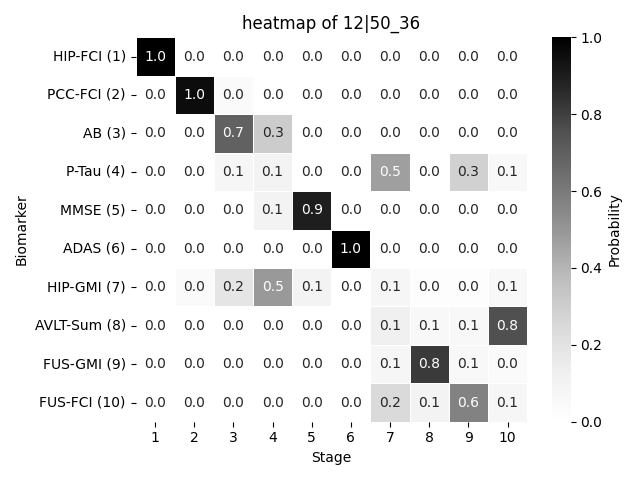 heatmap of 12|50_36
HIP-FCI (1) 1.0 0.0 0.0 0.0 0.0 0.0 0.0 0.0 0.0 0.0
PCC-FCI (2) 0.0 1.0 0.0 0.0 0.0 0.0 0.0 0.0 0.0 0.0
AB (3) 0.0 0.0 0.7 0.3 0.0 0.0 0.0 0.0 0.0 0.0
P-Tau (4) 0.0 0.0 0.1 0.1 0.0 0.0 0.5 0.0 0.3 0.1
MMSE (5) 0.0 0.0 0.0 0.1 0.9 0.0 0.0 0.0 0.0 0.0
ADAS (6) 0.0 0.0 0.0 0.0 0.0 1.0 0.0 0.0 0.0 0.0
HIP-GMI (7) 0.0 0.0 0.2 0.5 0.1 0.0 0.1 0.0 0.0 0.1
AVLT-Sum (8) 0.0 0.0 0.0 0.0 0.0 0.0 0.1 0.1 0.1 0.8
FUS-GMI (9) 0.0 0.0 0.0 0.0 0.0 0.0 0.1 0.8 0.1 0.0
FUS-FCI (10) 0.0 0.0 0.0 0.0 0.0 0.0 0.2 0.1 0.6 0.1
1 2 3 4 5 6 7 8 9 10
Stage
Biomarker
1.0
0.8
0.6
0.4
0.2
0.0
Probability